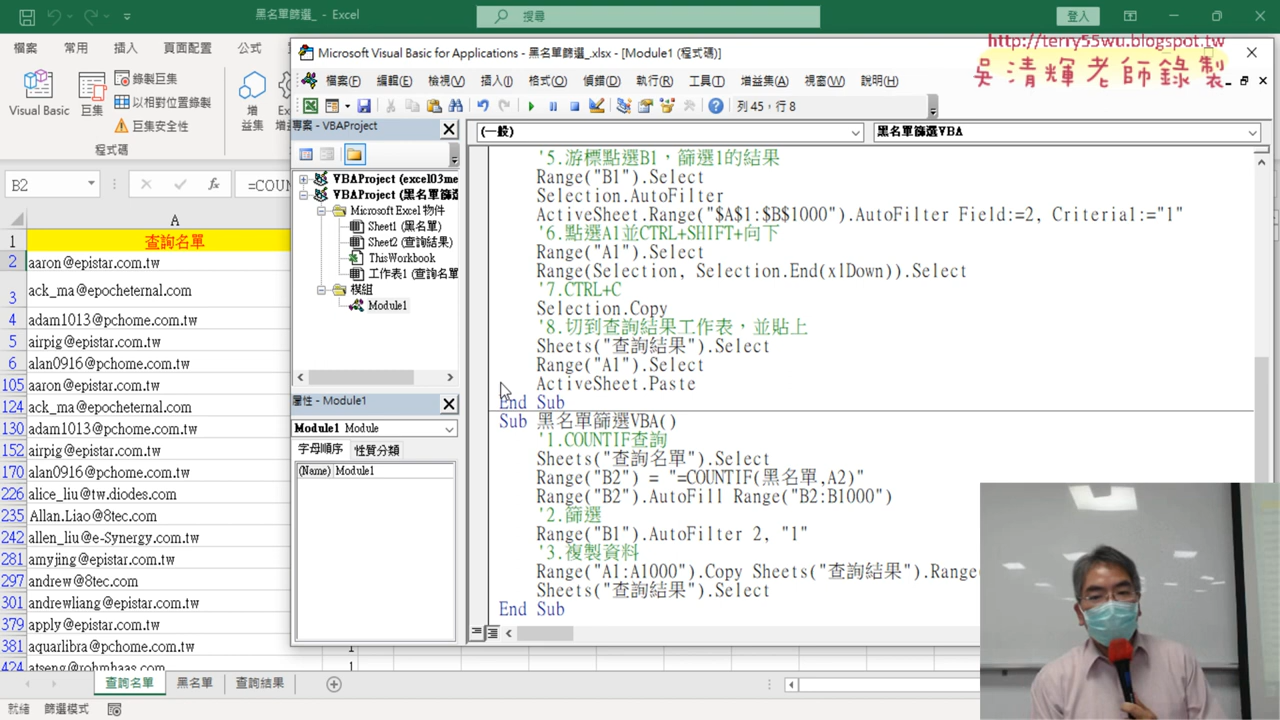 黑名單篩選_ - Excel
搜尋
登入
http://terry55wu.blogspot.tw
吳清輝老師錄製
檔案 常用 插入 頁面配置 公式
Visual Basic
巨集
錄製巨集
以相對位置錄製
巨集安全性
程式碼
增益集
Microsoft Visual Basic for Applications - 黑名單篩選_.xlsx - [Module1 (程式碼)]
檔案(F) 編輯(E) 檢視(V) 插入(I) 格式(O) 偵錯(D) 執行(R) 工具(T) 增益集(A) 視窗(W) 說明(H)
列 45，行 8
專案 - VBAProject
VBAProject (excel03me
VBAProject (黑名單篩
Microsoft Excel 物件
Sheet1 (黑名單)
Sheet2 (查詢結果)
ThisWorkbook
工作表1 (查詢名單
模組
Module1
屬性 - Module1
Module1 Module
字母順序 性質分類
(Name) Module1
(一般)
黑名單篩選VBA
'5.游標點選B1，篩選1的結果
Range("B1").Select
Selection.AutoFilter
ActiveSheet.Range("$A$1:$B$1000").AutoFilter Field:=2, Criteria1:="1"
'6.點選A1並CTRL+SHIFT+向下
Range("A1").Select
Range(Selection, Selection.End(xlDown)).Select
'7.CTRL+C
Selection.Copy
'8.切到查詢結果工作表，並貼上
Sheets("查詢結果").Select
Range("A1").Select
ActiveSheet.Paste
End Sub
Sub 黑名單篩選VBA()
'1.COUNTIF查詢
Sheets("查詢名單").Select
Range("B2") = "=COUNTIF(黑名單,A2)"
Range("B2").AutoFill Range("B2:B1000")
'2.篩選
Range("B1").AutoFilter 2, "1"
'3.複製資料
Range("A1:A1000").Copy Sheets("查詢結果").Rang
Sheets("查詢結果").Select
End Sub
B2
fx
=COUN
A
1 查詢名單
2 aaron@epistar.com.tw
3 ack_ma@epocheternal.com
4 adam1013@pchome.com.tw
5 airpig@epistar.com.tw
6 alan0916@pchome.com.tw
105 aaron@epistar.com.tw
124 ack_ma@epocheternal.com
130 adam1013@pchome.com.tw
152 airpig@epistar.com.tw
170 alan0916@pchome.com.tw
226 alice_liu@tw.diodes.com
235 Allan.Liao@8tec.com
242 allen_liu@e-Synergy.com.tw
281 amyjing@epistar.com.tw
297 andrew@8tec.com
301 andrewliang@epistar.com.tw
379 apply@epistar.com.tw
381 aquarlibra@pchome.com.tw 1
424 atseng@rohmhaas.com 1
查詢名單 黑名單 查詢結果
就緒 篩選模式